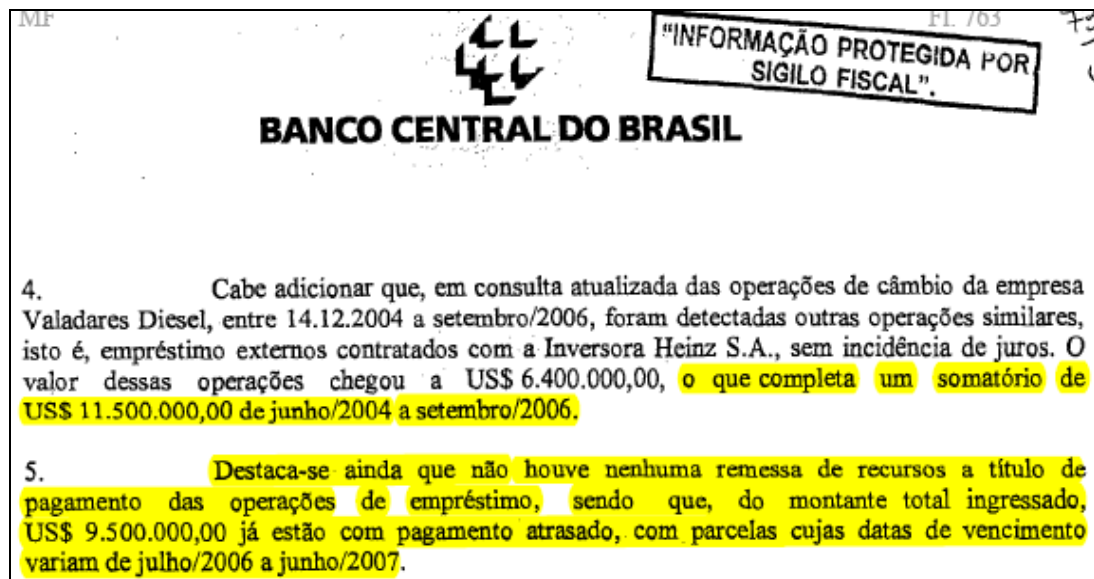 MF
Fl. 763
"INFORMAÇÃO PROTEGIDA POR
SIGILO FISCAL".
BANCO CENTRAL DO BRASIL
4. Cabe adicionar que, em consulta atualizada das operações de câmbio da empresa
Valadares Diesel, entre 14.12.2004 a setembro/2006, foram detectadas outras operações similares,
isto é, empréstimo externos contratados com a Inversora Heinz S.A., sem incidência de juros. O
valor dessas operações chegou a US$ 6.400.000,00, o que completa um somatório de
US$ 11.500.000,00 de junho/2004 a setembro/2006.
5. Destaca-se ainda que não houve nenhuma remessa de recursos a título de
pagamento das operações de empréstimo, sendo que, do montante total ingressado,
US$ 9.500.000,00 já estão com pagamento atrasado, com parcelas cujas datas de vencimento
variam de julho/2006 a junho/2007.